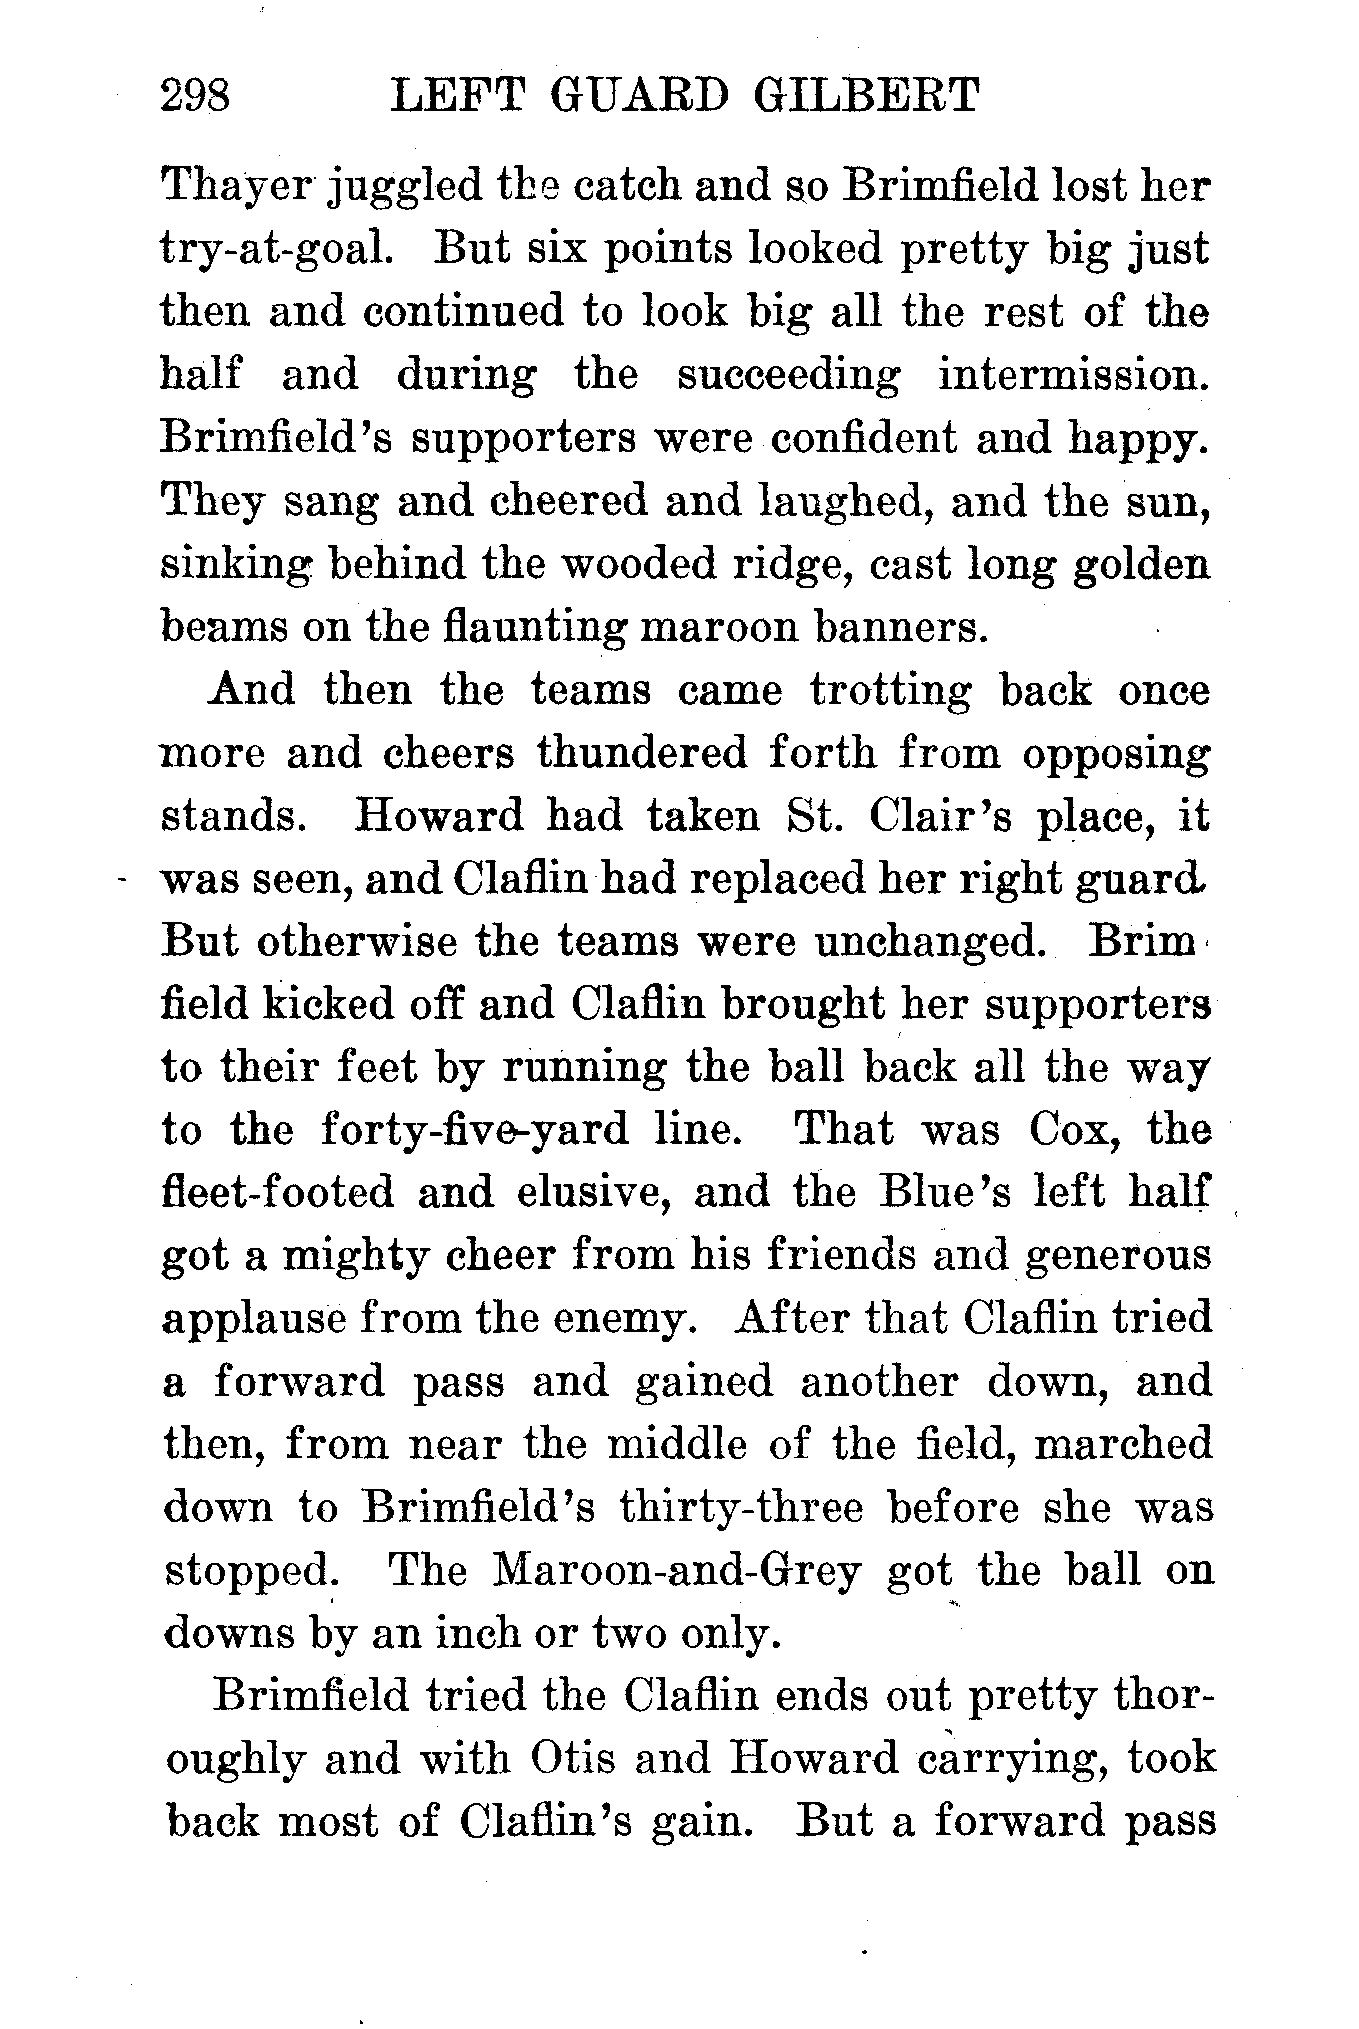 298 LEFT GUARD GILBERT
Thayer juggled the catch and so Brimfield lost her
try-at-goal. But six points looked pretty big just
then and continued to look big all the rest of the
half and during the succeeding intermission.
Brimfield's supporters were confident and happy.
They sang and cheered and laughed, and the sun,
sinking behind the wooded ridge, cast long golden
beams on the flaunting maroon banners.
And then the teams came trotting back once
more and cheers thundered forth from opposing
stands. Howard had taken St. Clair's place, it
was seen, and Claflin had replaced her right guard.
But otherwise the teams were unchanged. Brim-
field kicked off and Claflin brought her supporters
to their feet by running the ball back all the way
to the forty-five-yard line. That was Cox, the
fleet-footed and elusive, and the Blue's left half
got a mighty cheer from his friends and generous
applause from the enemy. After that Claflin tried
a forward pass and gained another down, and
then, from near the middle of the field, marched
down to Brimfield's thirty-three before she was
stopped. The Maroon-and-Grey got the ball on
downs by an inch or two only.
Brimfield tried the Claflin ends out pretty thor-
oughly and with Otis and Howard carrying, took
back most of Claflin's gain. But a forward pass